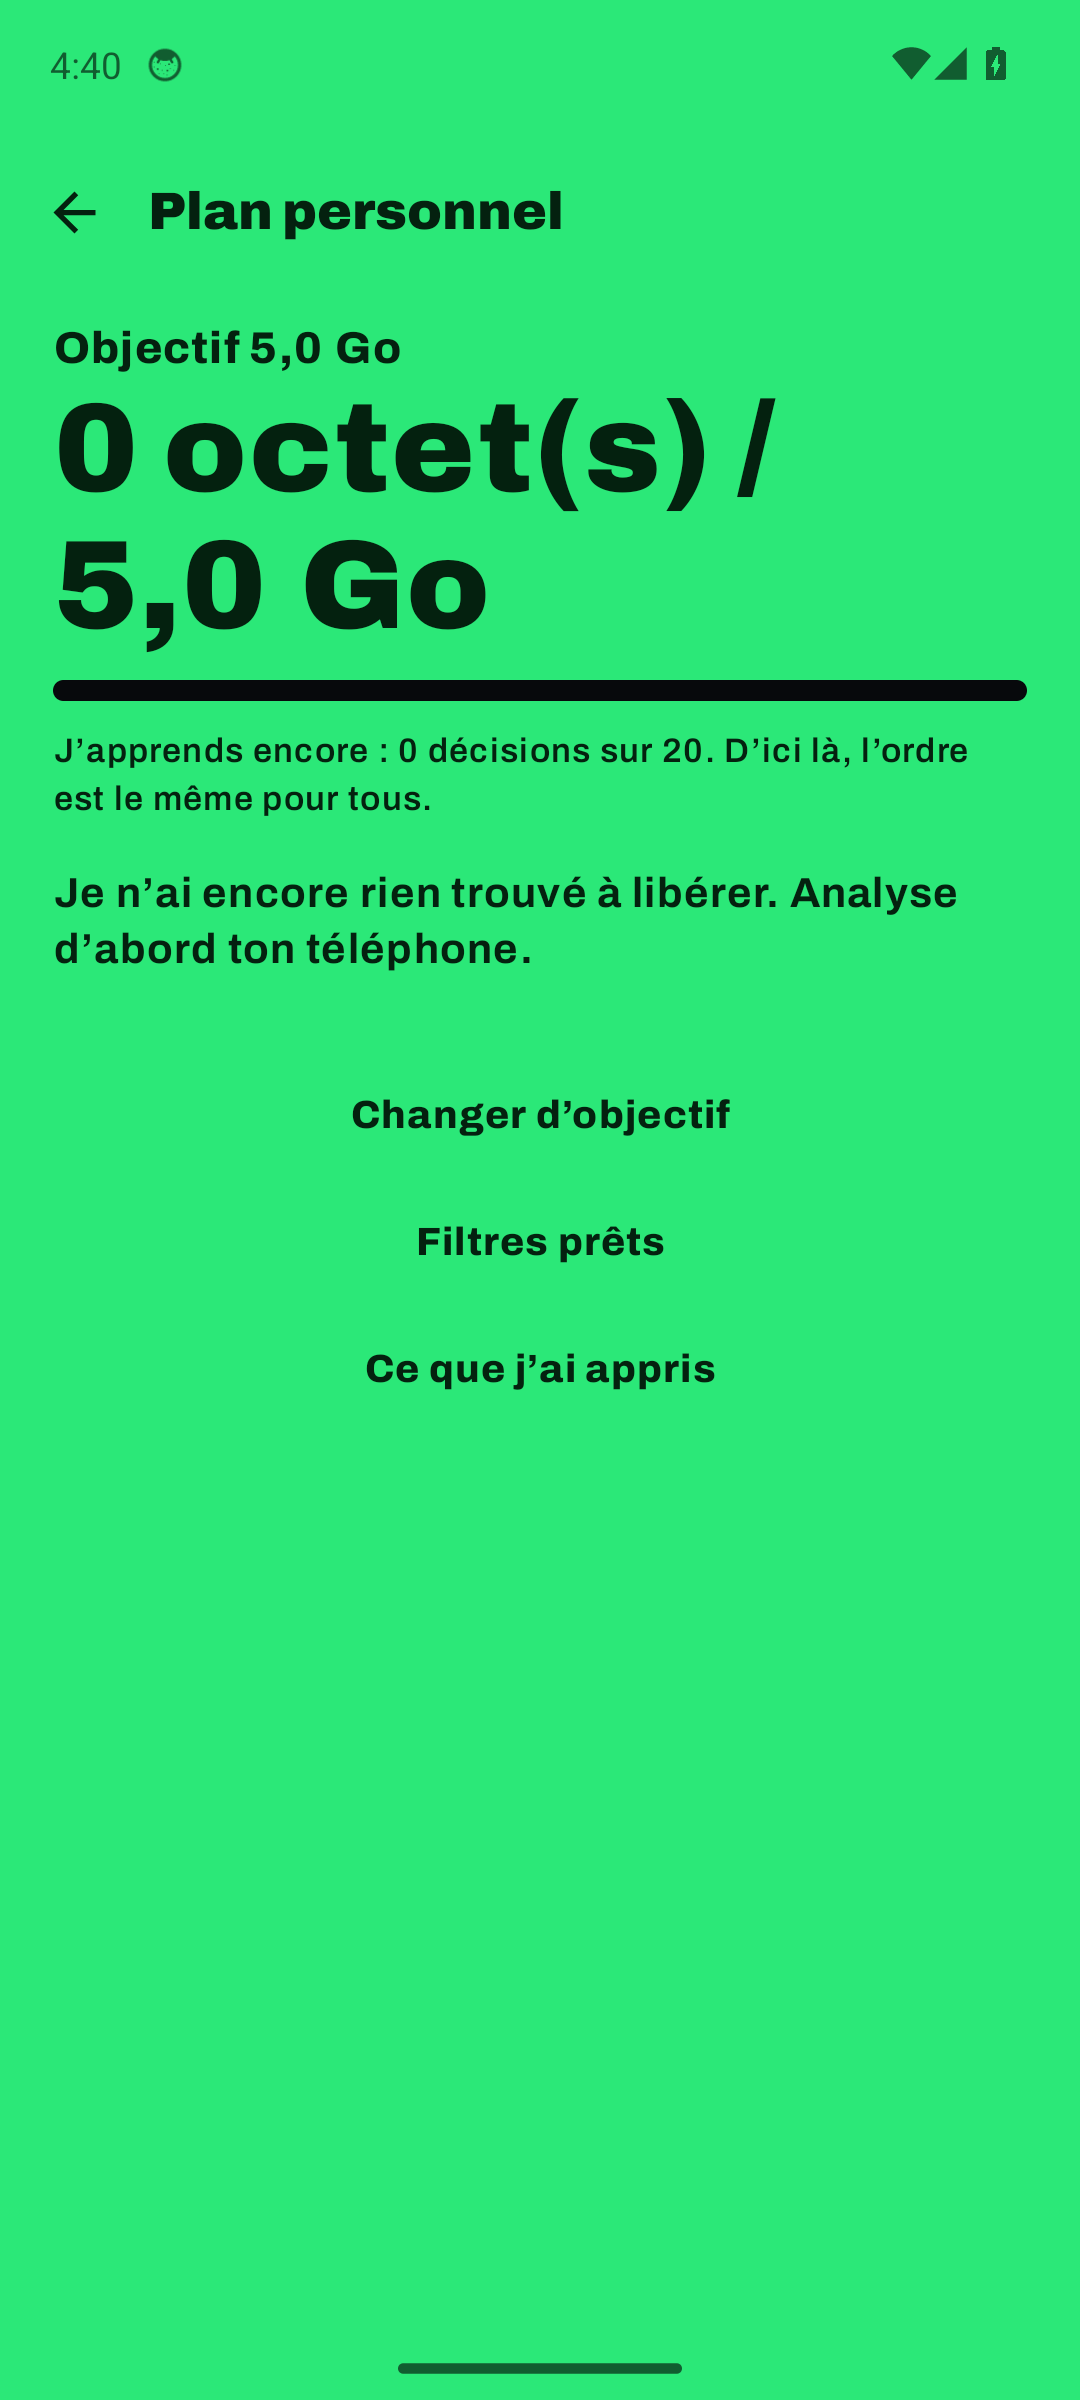 4:40
Plan personnel
Objectif 5,0 Go
0 octet(s) /
5,0 Go
J’apprends encore : 0 décisions sur 20. D’ici là, l’ordre
est le même pour tous.
Je n’ai encore rien trouvé à libérer. Analyse
d’abord ton téléphone.
Changer d’objectif
Filtres prêts
Ce que j’ai appris